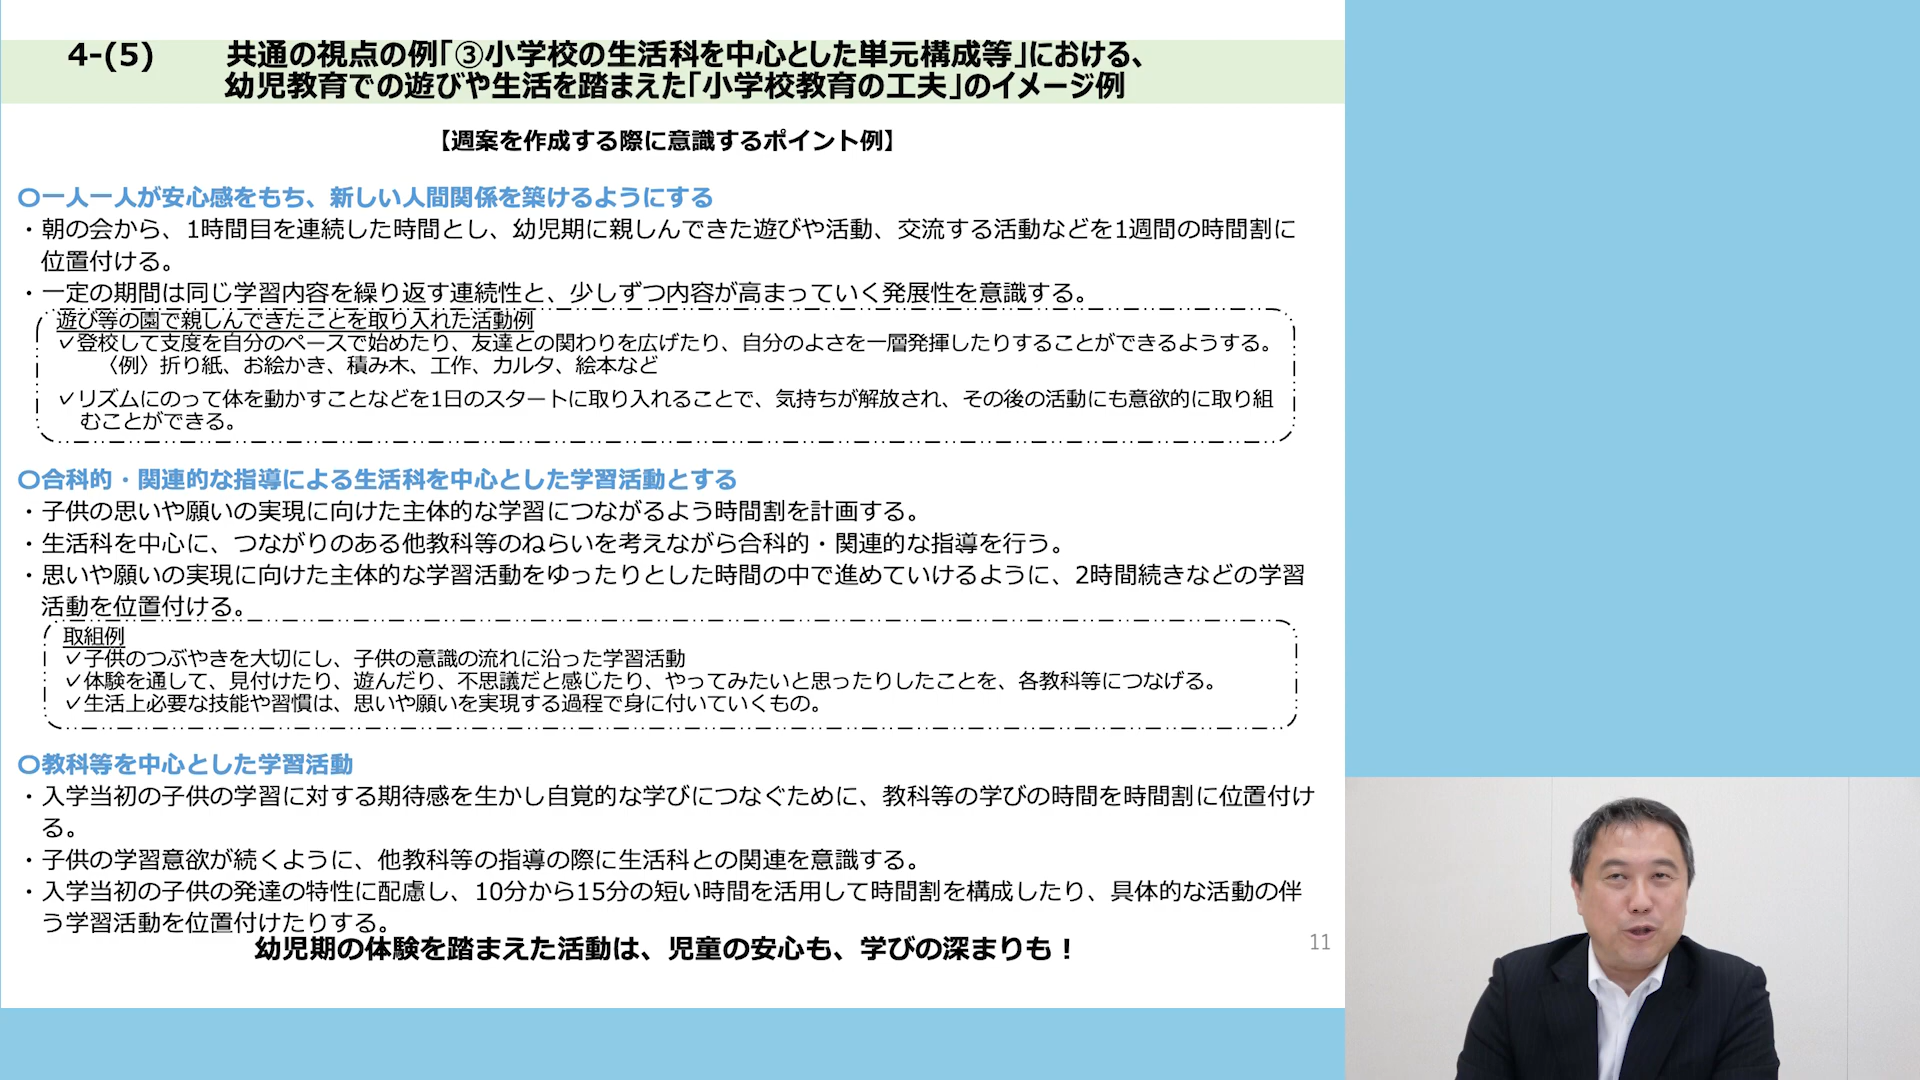 4-(5) 共通の視点の例「③小学校の生活科を中心とした単元構成等」における、
幼児教育での遊びや生活を踏まえた「小学校教育の工夫」のイメージ例
【週案を作成する際に意識するポイント例】
〇一人一人が安心感をもち、新しい人間関係を築けるようにする
・朝の会から、1時間目を連続した時間とし、幼児期に親しんできた遊びや活動、交流する活動などを1週間の時間割に
位置付ける。
・一定の期間は同じ学習内容を繰り返す連続性と、少しずつ内容が高まっていく発展性を意識する。
遊び等の園で親しんできたことを取り入れた活動例
✓登校して支度を自分のペースで始めたり、友達との関わりを広げたり、自分のよさを一層発揮したりすることができるようする。
〈例〉折り紙、お絵かき、積み木、工作、カルタ、絵本など
✓リズムにのって体を動かすことなどを1日のスタートに取り入れることで、気持ちが解放され、その後の活動にも意欲的に取り組
むことができる。
〇合科的・関連的な指導による生活科を中心とした学習活動とする
・子供の思いや願いの実現に向けた主体的な学習につながるよう時間割を計画する。
・生活科を中心に、つながりのある他教科等のねらいを考えながら合科的・関連的な指導を行う。
・思いや願いの実現に向けた主体的な学習活動をゆったりとした時間の中で進めていけるように、2時間続きなどの学習
活動を位置付ける。
取組例
✓子供のつぶやきを大切にし、子供の意識の流れに沿った学習活動
✓体験を通して、見付けたり、遊んだり、不思議だと感じたり、やってみたいと思ったりしたことを、各教科等につなげる。
✓生活上必要な技能や習慣は、思いや願いを実現する過程で身に付いていくもの。
〇教科等を中心とした学習活動
・入学当初の子供の学習に対する期待感を生かし自覚的な学びにつなぐために、教科等の学びの時間を時間割に位置付け
る。
・子供の学習意欲が続くように、他教科等の指導の際に生活科との関連を意識する。
・入学当初の子供の発達の特性に配慮し、10分から15分の短い時間を活用して時間割を構成したり、具体的な活動の伴
う学習活動を位置付けたりする。
幼児期の体験を踏まえた活動は、児童の安心も、学びの深まりも！
11